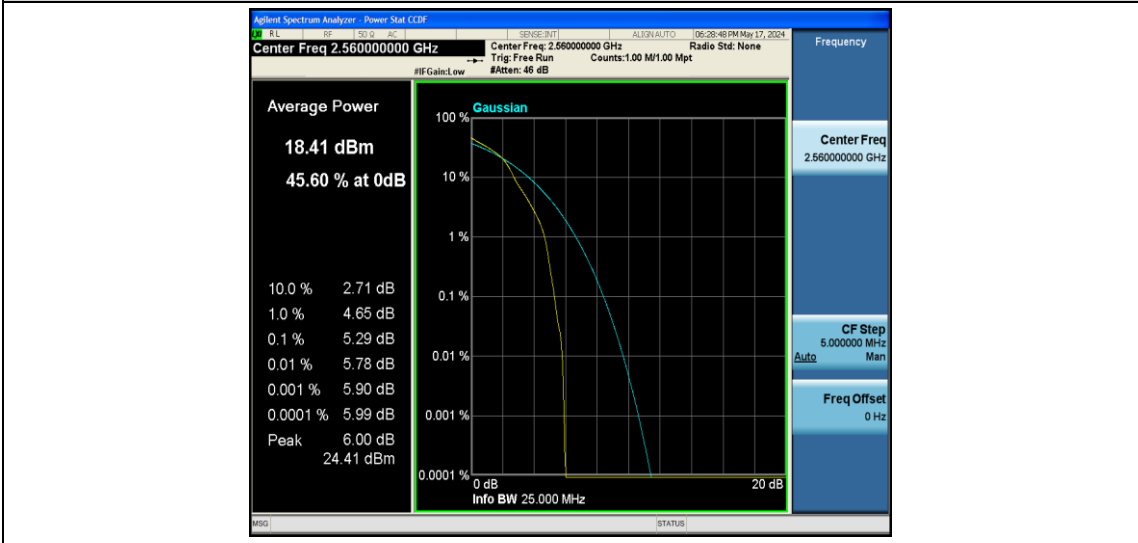 Agilent Spectrum Analyzer - Power Stat CCDF
LXI RL RF 50 Ω AC SENSE:INT ALIGN AUTO 06:28:48 PM May 17, 2024
Center Freq 2.560000000 GHz
Center Freq: 2.560000000 GHz Radio Std: None
Trig: Free Run Counts:1.00 M/1.00 Mpt
#IFGain:Low #Atten: 46 dB
Frequency
Average Power
18.41 dBm
45.60 % at 0dB
10.0 % 2.71 dB
1.0 % 4.65 dB
0.1 % 5.29 dB
0.01 % 5.78 dB
0.001 % 5.90 dB
0.0001 % 5.99 dB
Peak 6.00 dB
24.41 dBm
Gaussian
100 %
10 %
1 %
0.1 %
0.01 %
0.001 %
0.0001 %
0 dB 20 dB
Info BW 25.000 MHz
Center Freq
2.560000000 GHz
CF Step
5.000000 MHz
Auto Man
Freq Offset
0 Hz
MSG STATUS